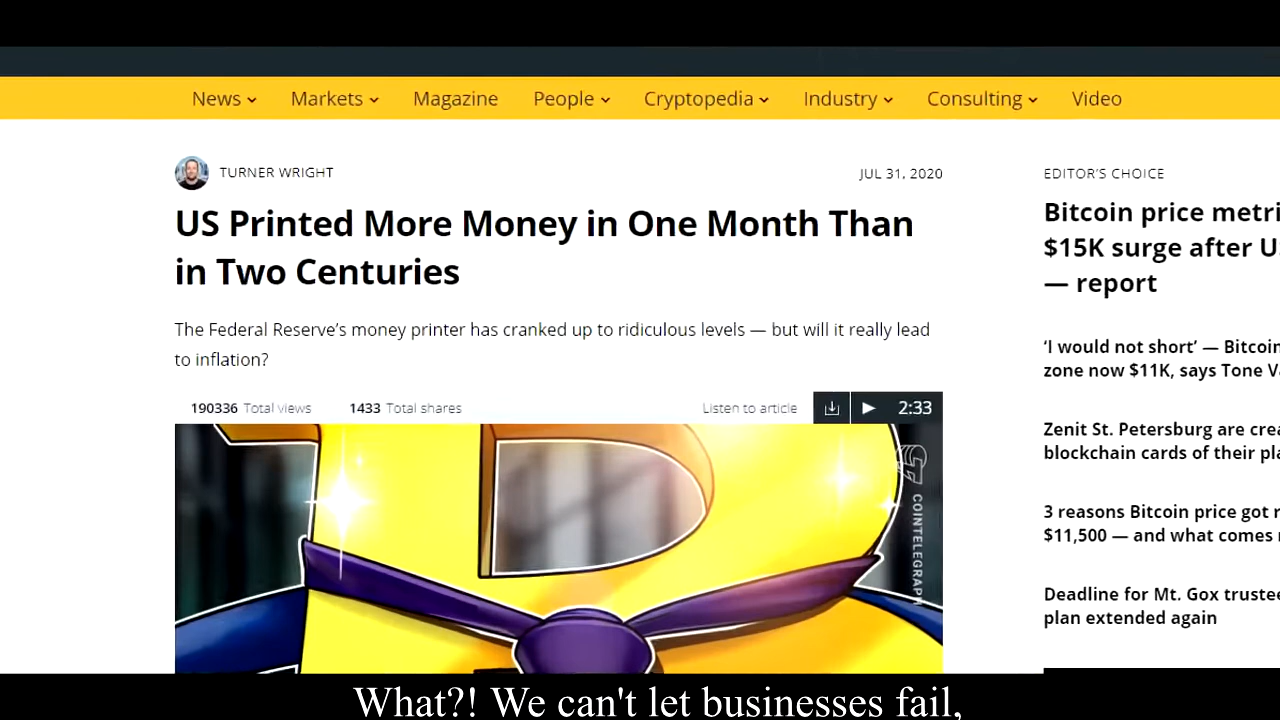 News Markets Magazine People Cryptopedia Industry Consulting Video
TURNER WRIGHT
JUL 31, 2020
US Printed More Money in One Month Than
in Two Centuries
The Federal Reserve’s money printer has cranked up to ridiculous levels — but will it really lead
to inflation?
190336 Total views 1433 Total shares
Listen to article 2:33
COINTELEGRAPH
EDITOR’S CHOICE
Bitcoin price metri
$15K surge after U
— report
‘I would not short’ — Bitcoin
zone now $11K, says Tone Va
Zenit St. Petersburg are crea
blockchain cards of their pla
3 reasons Bitcoin price got r
$11,500 — and what comes
Deadline for Mt. Gox trustee
plan extended again
What?! We can't let businesses fail,